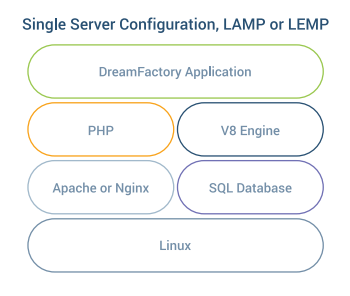 Single Server Configuration, LAMP or LEMP
DreamFactory Application
PHP
V8 Engine
Apache or Nginx
SQL Database
Linux